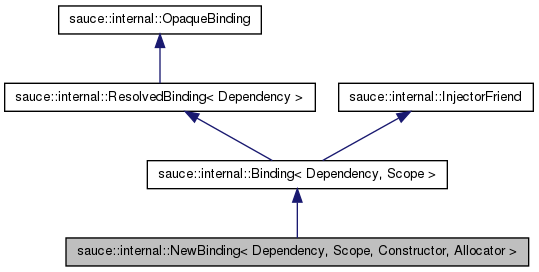 sauce::internal::OpaqueBinding
sauce::internal::ResolvedBinding< Dependency >
sauce::internal::InjectorFriend
sauce::internal::Binding< Dependency, Scope >
sauce::internal::NewBinding< Dependency, Scope, Constructor, Allocator >